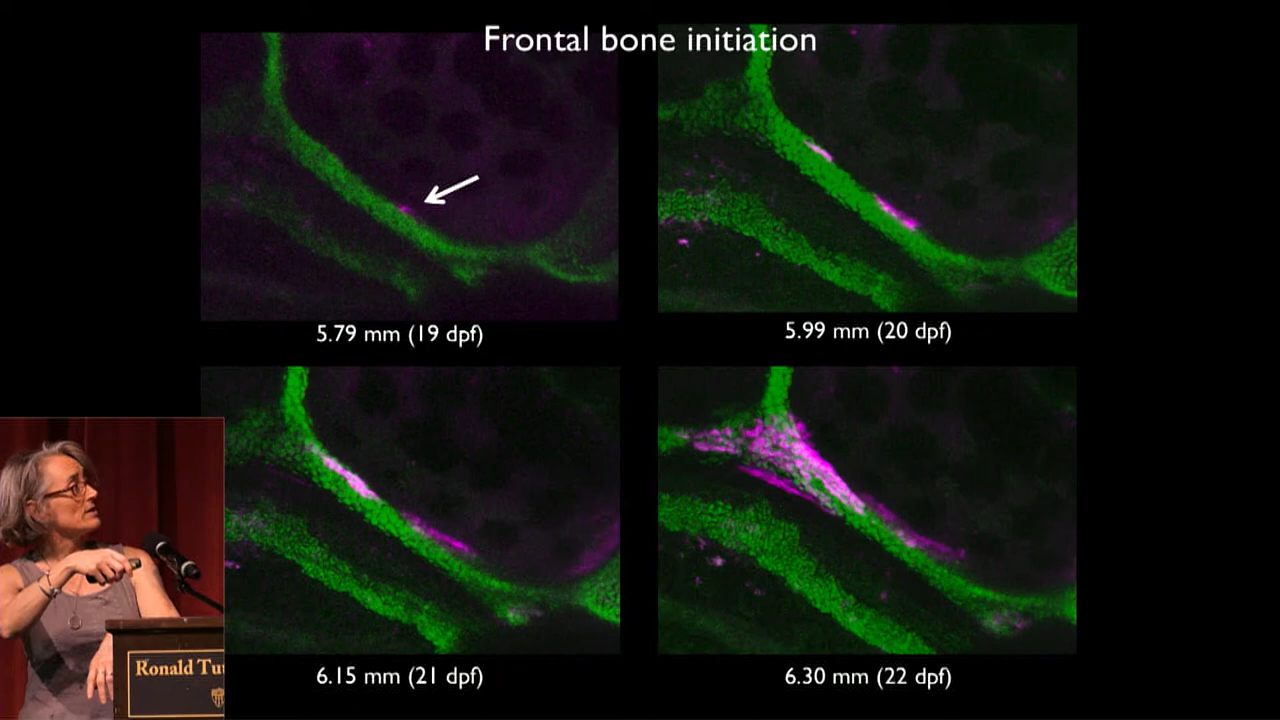 Frontal bone initiation
5.79 mm (19 dpf)
5.99 mm (20 dpf)
6.15 mm (21 dpf)
6.30 mm (22 dpf)
Ronald